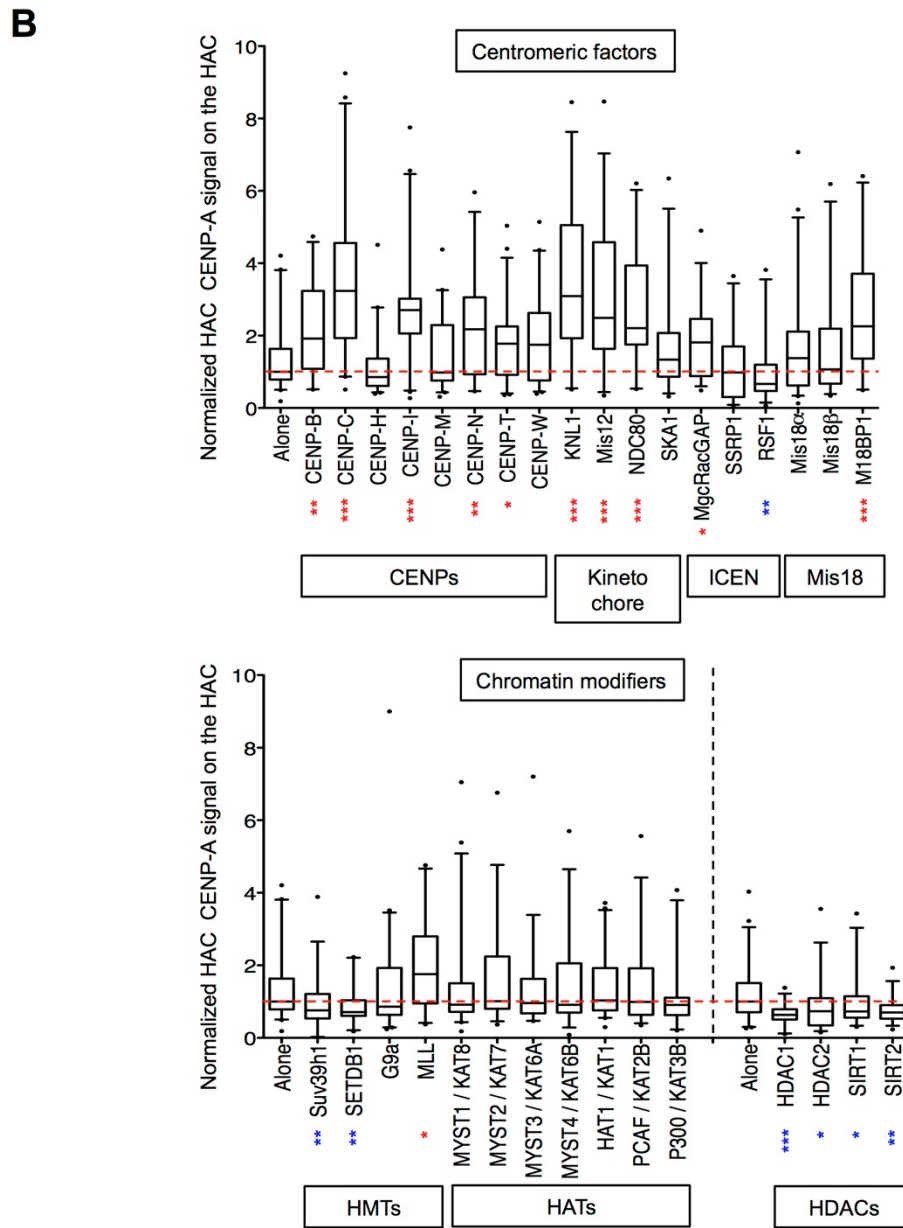 B
Centromeric factors
Normalized HAC CENP-A signal on the HAC
10
8
6
4
2
0
Alone
CENP-B
CENP-C
CENP-H
CENP-I
CENP-M
CENP-N
CENP-T
CENP-W
KNL1
Mis12
NDC80
SKA1
MgcRacGAP
SSRP1
RSF1
Mis18α
Mis18β
M18BP1
** *** *** ** * *** *** *** * ** ***
CENPs
Kineto
chore
ICEN
Mis18
Chromatin modifiers
Normalized HAC CENP-A signal on the HAC
10
8
6
4
2
0
Alone
Suv39h1
SETDB1
G9a
MLL
MYST1 / KAT8
MYST2 / KAT7
MYST3 / KAT6A
MYST4 / KAT6B
HAT1 / KAT1
PCAF / KAT2B
P300 / KAT3B
Alone
HDAC1
HDAC2
SIRT1
SIRT2
** ** * *** * * **
HMTs
HATs
HDACs